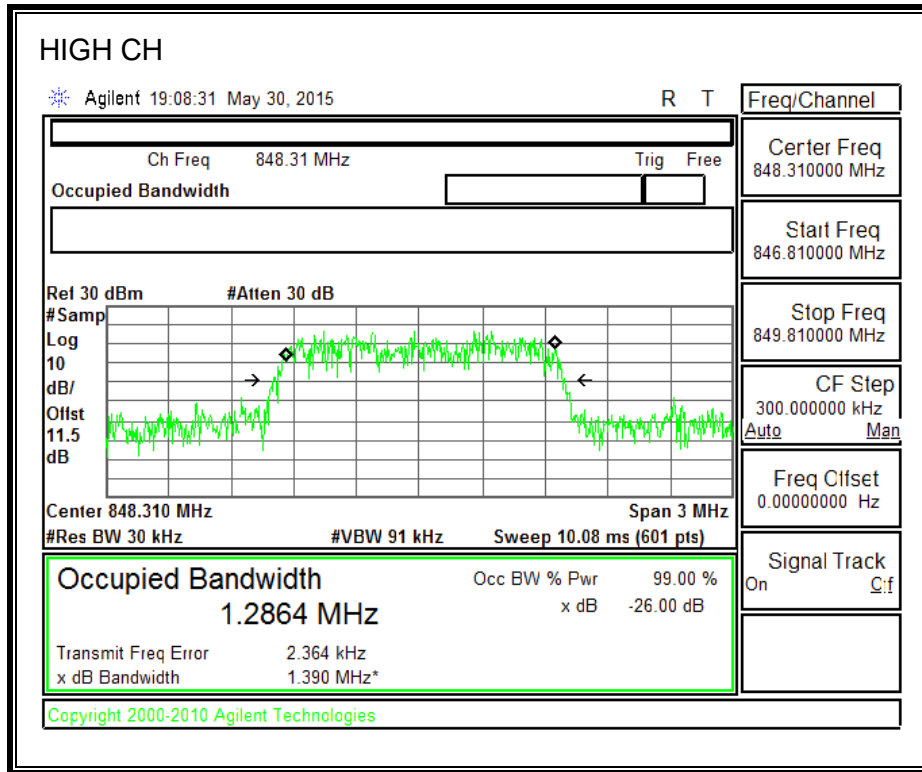 HIGH CH
Agilent 19:08:31 May 30, 2015 R T
Freq/Channel
Ch Freq 848.31 MHz Trig Free
Occupied Bandwidth
Center Freq
848.310000 MHz
Start Freq
846.810000 MHz
Stop Freq
849.810000 MHz
CF Step
300.000000 kHz
Auto Man
Freq Offset
0.00000000 Hz
Signal Track
On Off
Ref 30 dBm #Atten 30 dB
#Samp
Log
10
dB/
Offst
11.5
dB
Center 848.310 MHz Span 3 MHz
#Res BW 30 kHz #VBW 91 kHz Sweep 10.08 ms (601 pts)
Occupied Bandwidth Occ BW % Pwr 99.00 %
1.2864 MHz x dB -26.00 dB
Transmit Freq Error 2.364 kHz
x dB Bandwidth 1.390 MHz*
Copyright 2000-2010 Agilent Technologies